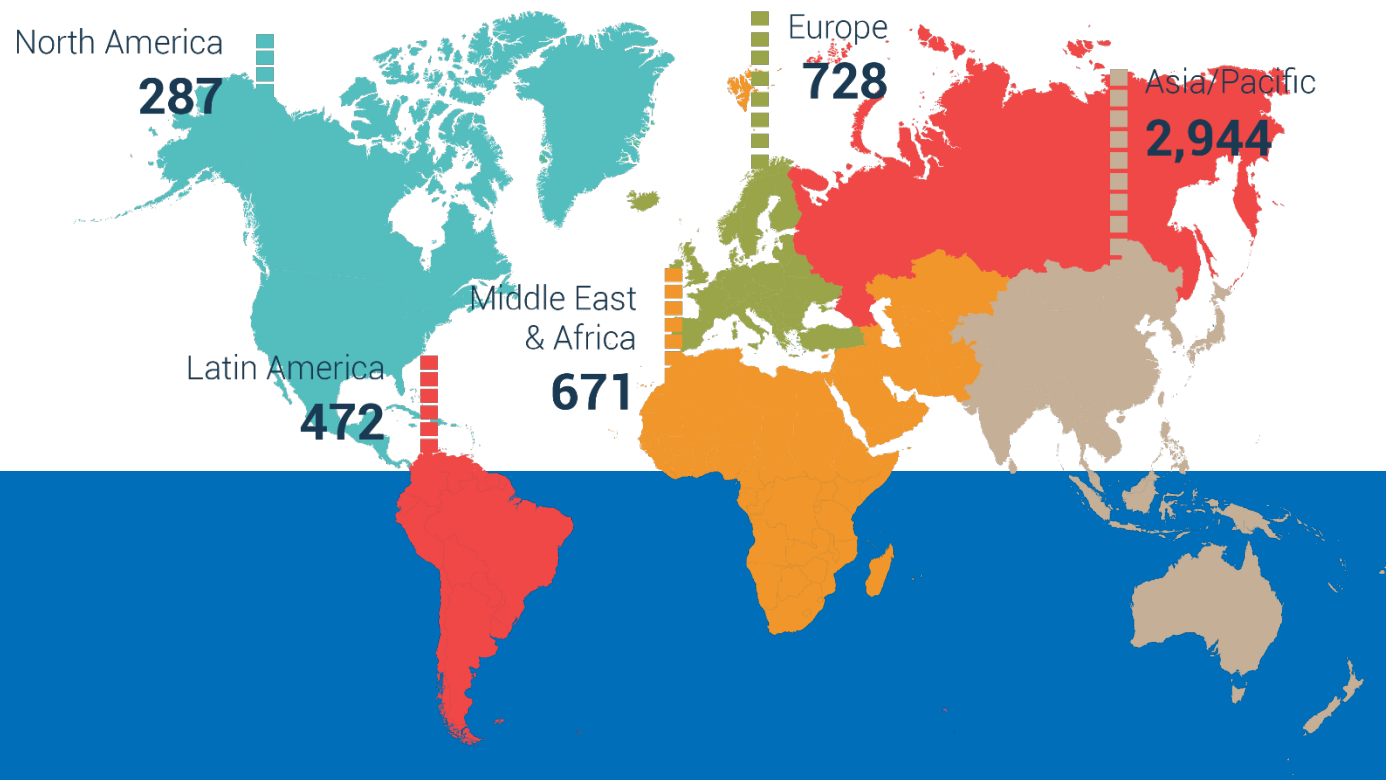 North America
287
Europe
728
Asia/Pacific
2,944
Middle East
& Africa
671
Latin America
472